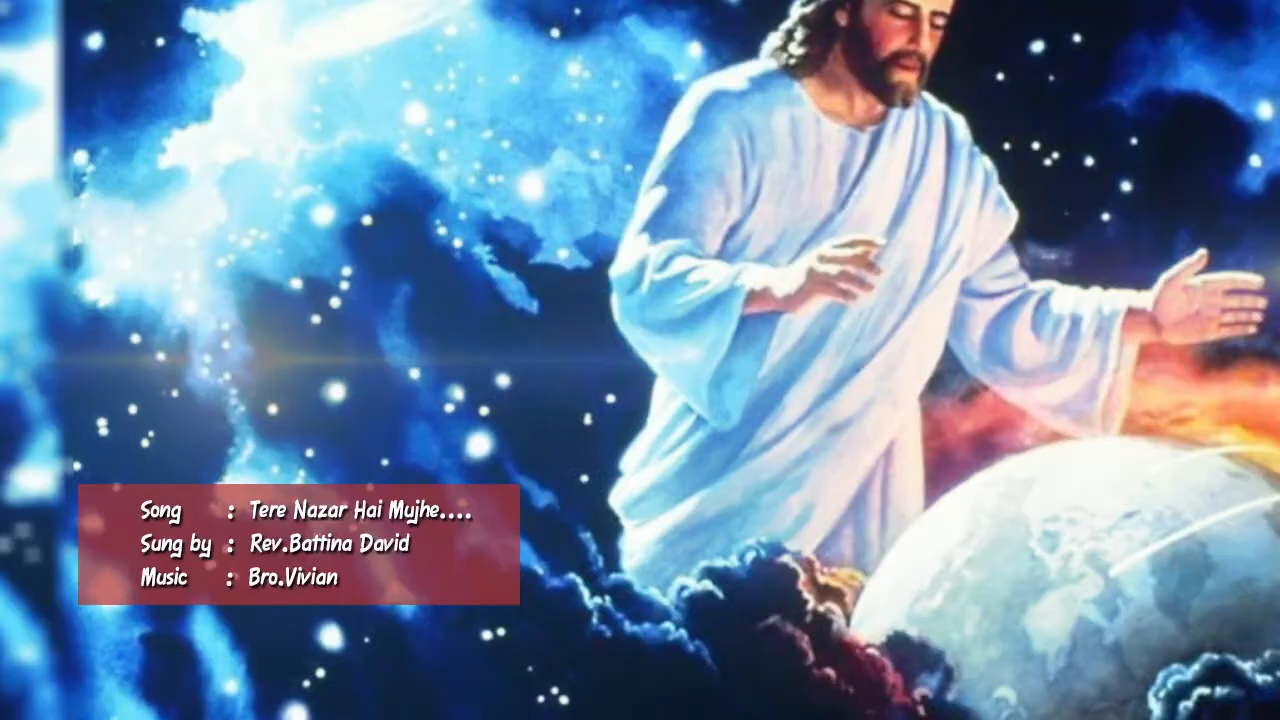 Song : Tere Nazar Hai Mujhe....
Sung by : Rev.Battina David
Music : Bro.Vivian